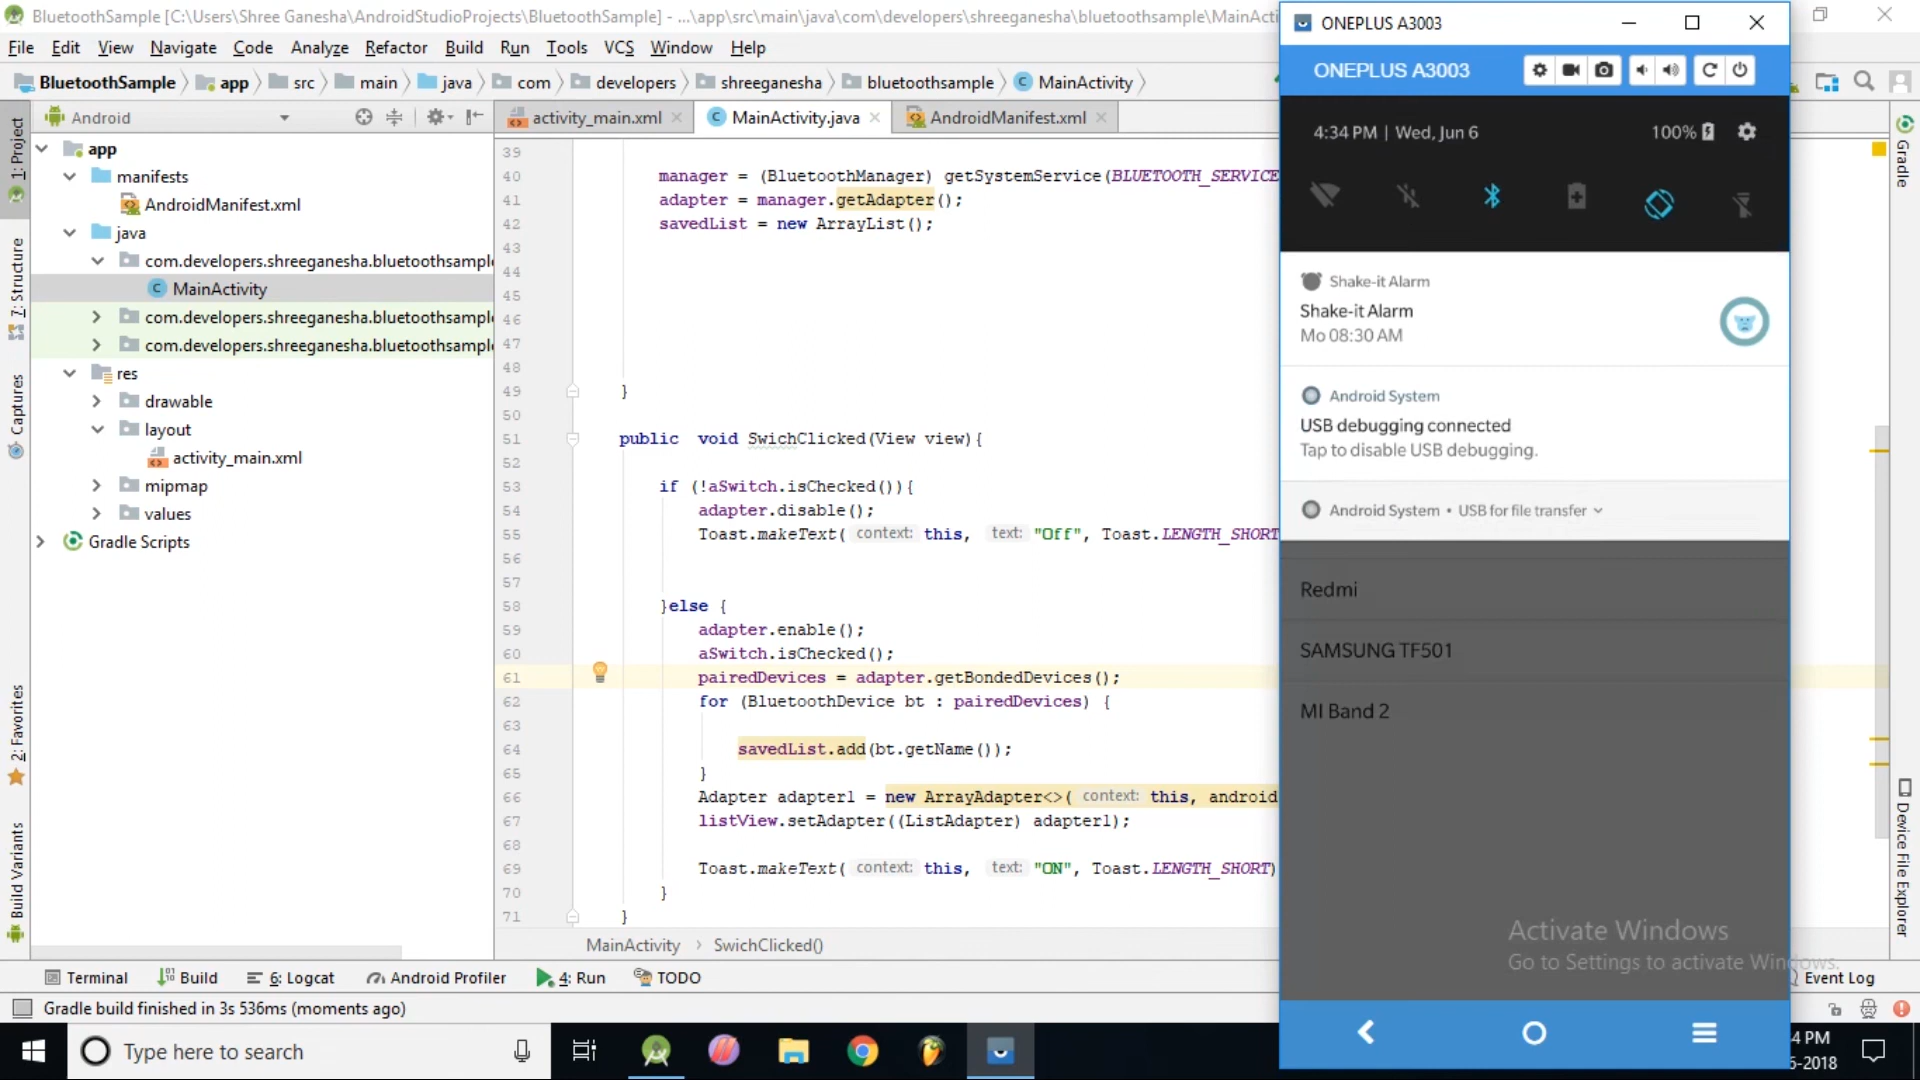 BluetoothSample [C:\Users\Shree Ganesha\AndroidStudioProjects\BluetoothSample] - ...\app\src\main\java\com\developers\shreeganesha\bluetoothsample\MainActi
File Edit View Navigate Code Analyze Refactor Build Run Tools VCS Window Help
BluetoothSample app src main java com developers shreeganesha bluetoothsample MainActivity
Android
activity_main.xml MainActivity.java AndroidManifest.xml
1: Project
7: Structure
Captures
2: Favorites
Build Variants
app
manifests
AndroidManifest.xml
java
com.developers.shreeganesha.bluetoothsampl
MainActivity
com.developers.shreeganesha.bluetoothsampl
com.developers.shreeganesha.bluetoothsampl
res
drawable
layout
activity_main.xml
mipmap
values
Gradle Scripts
39
40 manager = (BluetoothManager) getSystemService(BLUETOOTH_SERVICE
41 adapter = manager.getAdapter();
42 savedList = new ArrayList();
43
44
45
46
47
48
49 }
50
51 public void SwichClicked(View view){
52
53 if (!aSwitch.isChecked()){
54 adapter.disable();
55 Toast.makeText( context: this, text: "Off", Toast.LENGTH_SHORT
56
57
58 }else {
59 adapter.enable();
60 aSwitch.isChecked();
61 pairedDevices = adapter.getBondedDevices();
62 for (BluetoothDevice bt : pairedDevices) {
63
64 savedList.add(bt.getName());
65 }
66 Adapter adapter1 = new ArrayAdapter<>( context: this, android
67 listView.setAdapter((ListAdapter) adapter1);
68
69 Toast.makeText( context: this, text: "ON", Toast.LENGTH_SHORT)
70 }
71 }
MainActivity SwichClicked()
ONEPLUS A3003
ONEPLUS A3003
4:34 PM | Wed, Jun 6 100%
Shake-it Alarm
Shake-it Alarm
Mo 08:30 AM
Android System
USB debugging connected
Tap to disable USB debugging.
Android System • USB for file transfer
Redmi
SAMSUNG TF501
MI Band 2
Activate Windows
Go to Settings to activate Windows.
Gradle
Device File Explorer
Terminal Build 6: Logcat Android Profiler 4: Run TODO Event Log
Gradle build finished in 3s 536ms (moments ago)
Type here to search
4 PM
6-2018